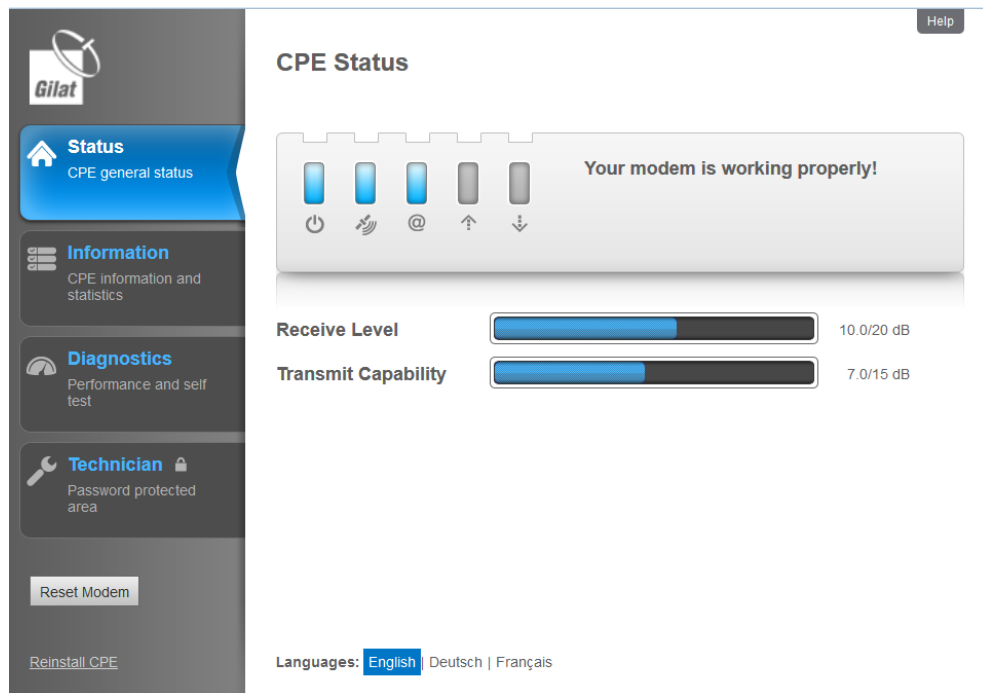 Help
Gilat
CPE Status
Status
CPE general status
Your modem is working properly!
@
Information
CPE information and
statistics
Receive Level
10.0/20 dB
Diagnostics
Performance and self
test
Transmit Capability
7.0/15 dB
Technician
Password protected
area
Reset Modem
Reinstall CPE
Languages: English | Deutsch | Français